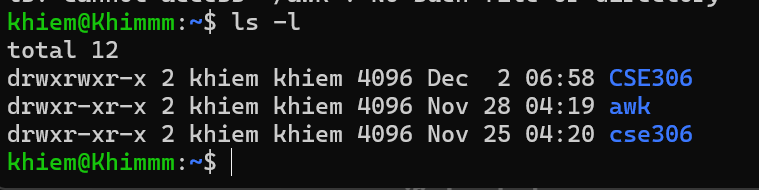 khiem@Khimmm:~$ ls -l
total 12
drwxrwxr-x 2 khiem khiem 4096 Dec  2 06:58 CSE306
drwxr-xr-x 2 khiem khiem 4096 Nov 28 04:19 awk
drwxr-xr-x 2 khiem khiem 4096 Nov 25 04:20 cse306
khiem@Khimmm:~$